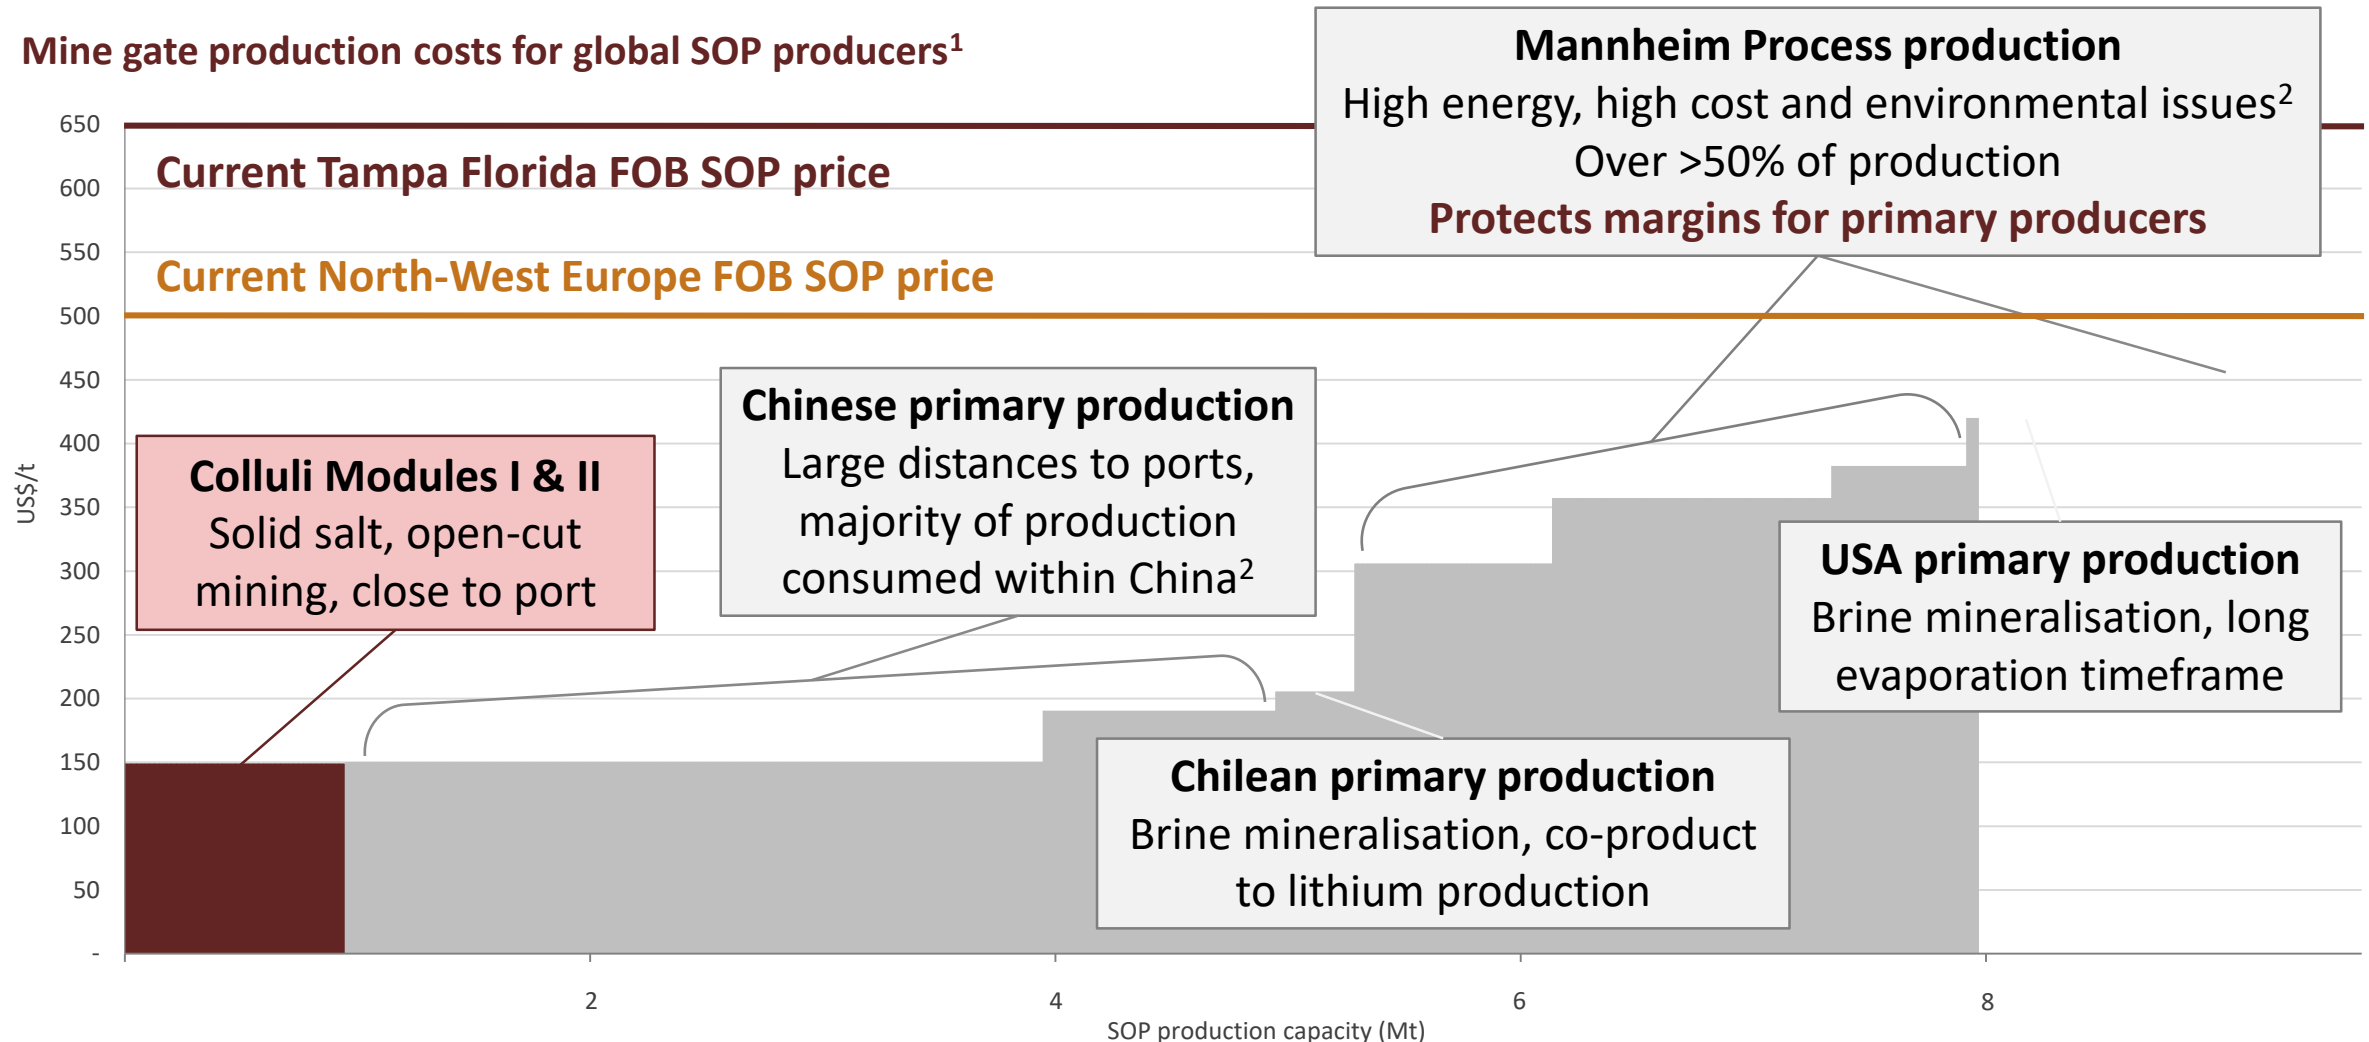 Mine gate production costs for global SOP producers¹
Mannheim Process production
High energy, high cost and environmental issues²
Over >50% of production
Protects margins for primary producers
650
600
550
500
450
400
350
300
250
200
150
100
50
-
US$/t
Current Tampa Florida FOB SOP price
Current North-West Europe FOB SOP price
Colluli Modules I & II
Solid salt, open-cut
mining, close to port
Chinese primary production
Large distances to ports,
majority of production
consumed within China²
USA primary production
Brine mineralisation, long
evaporation timeframe
Chilean primary production
Brine mineralisation, co-product
to lithium production
2
4
6
8
SOP production capacity (Mt)